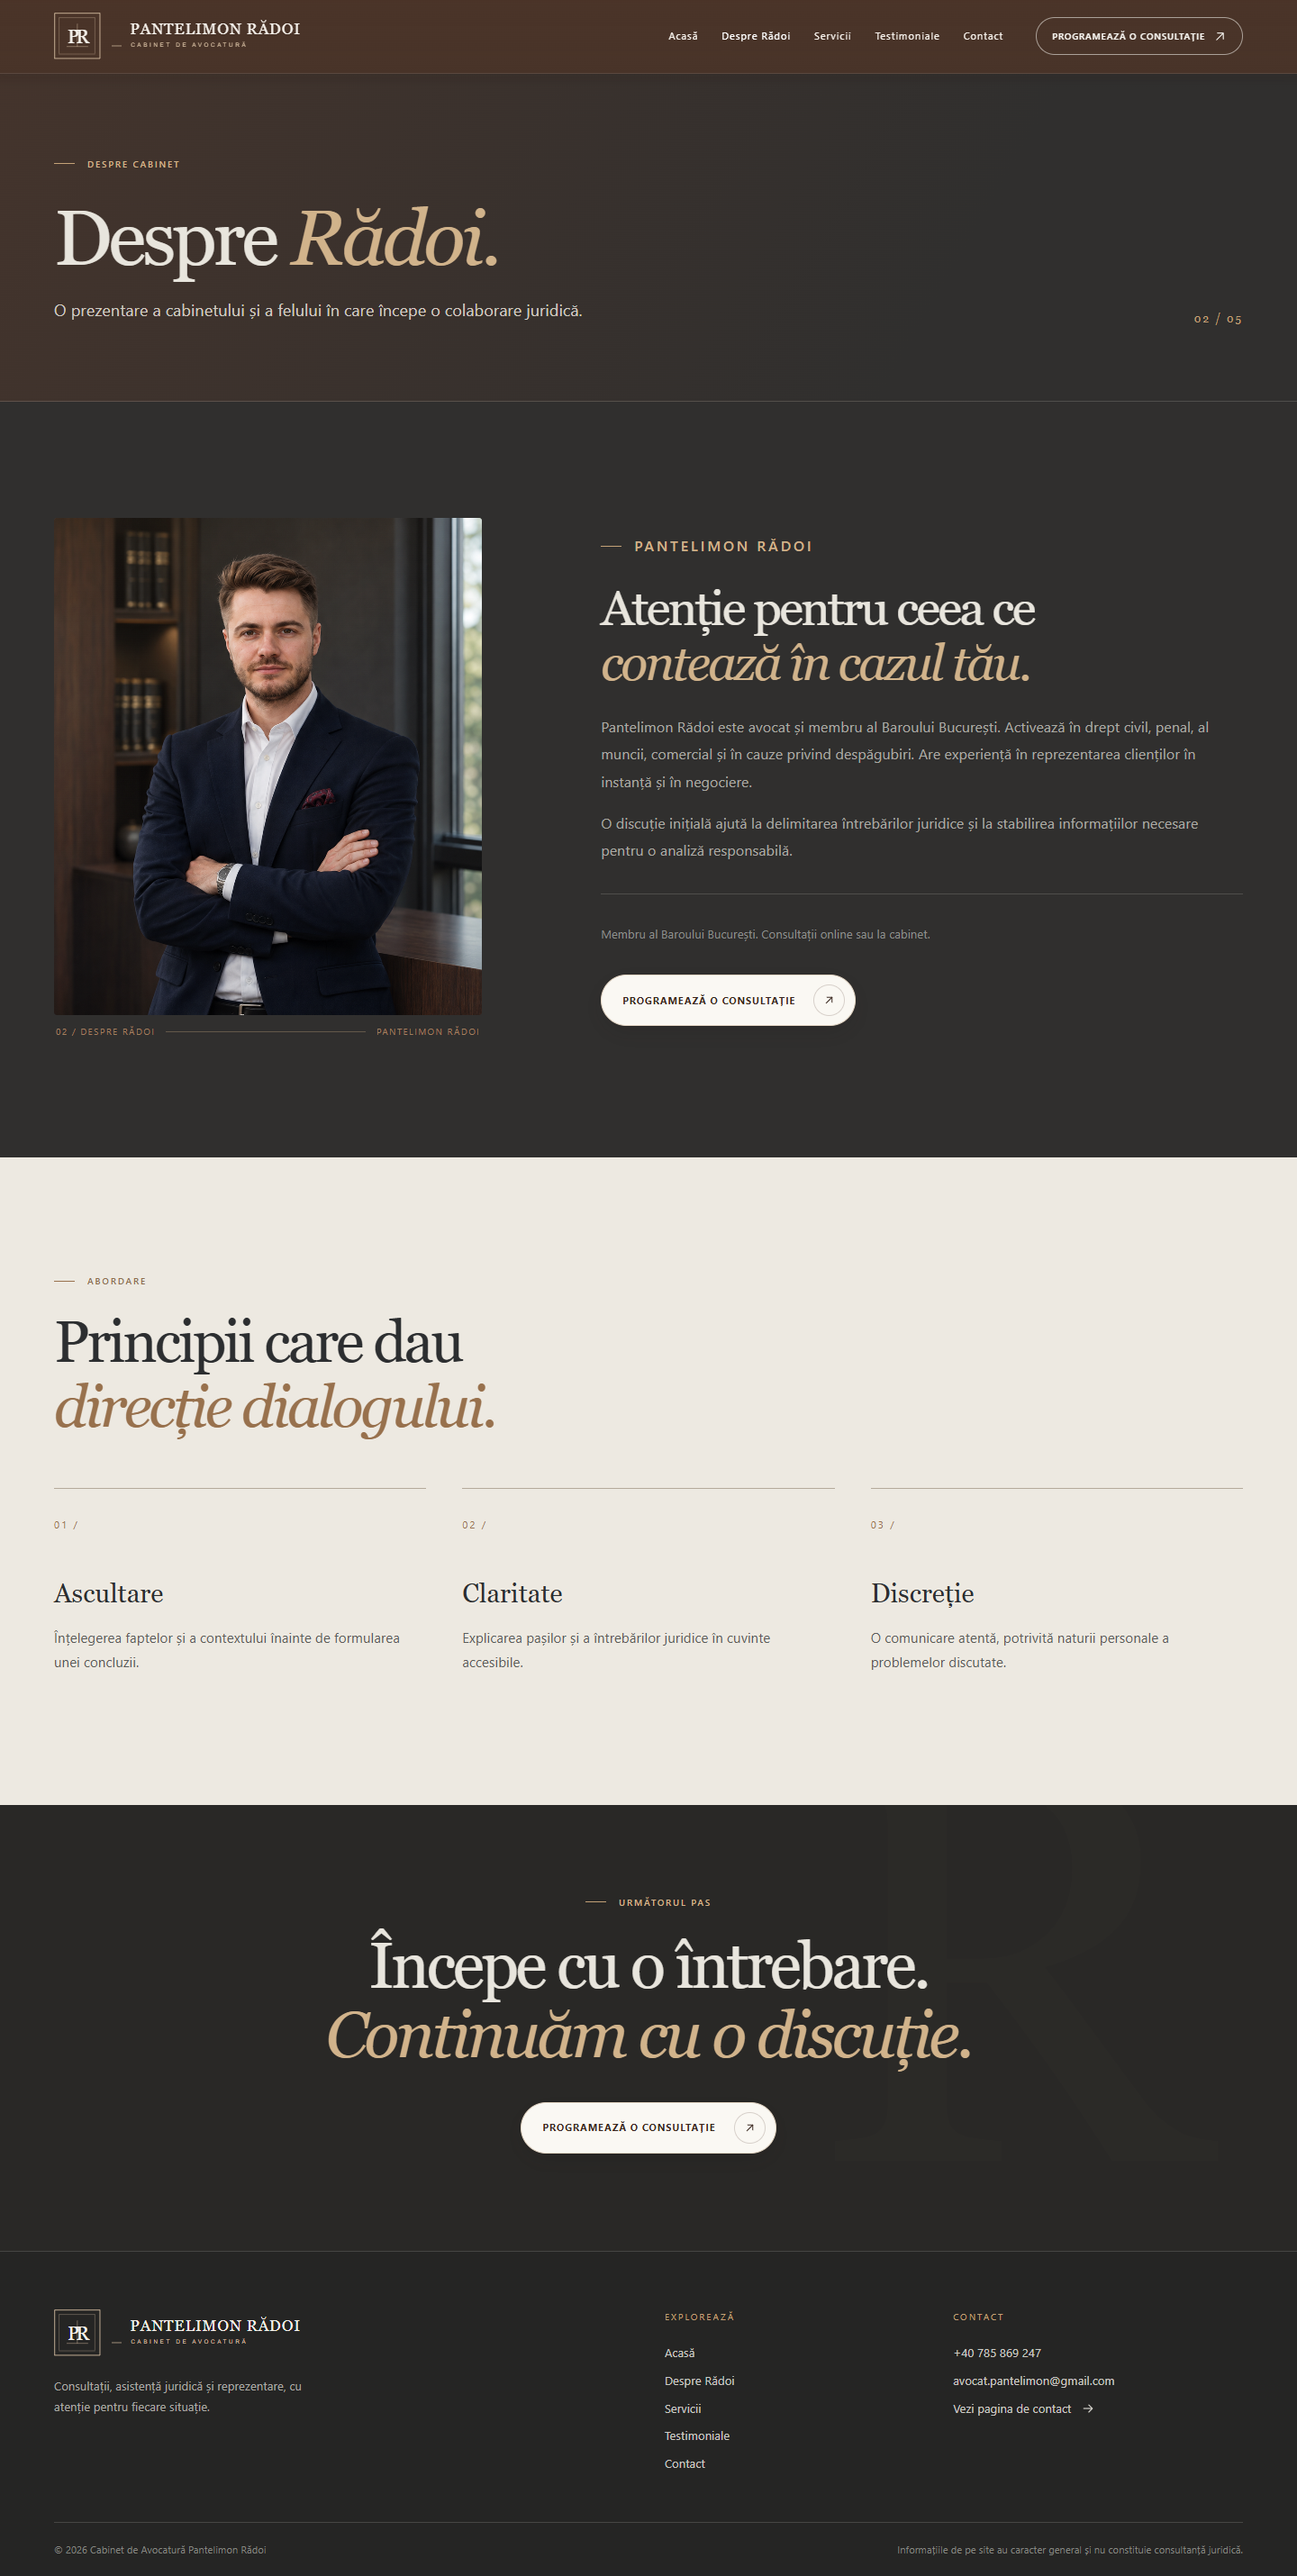 PR
PANTELIMON RĂDOI
CABINET DE AVOCATURĂ
Acasă
Despre Rădoi
Servicii
Testimoniale
Contact
PROGRAMEAZĂ O CONSULTAȚIE
DESPRE CABINET
Despre Rădoi.
O prezentare a cabinetului și a felului în care începe o colaborare juridică.
02 / 05
PANTELIMON RĂDOI
Atenție pentru ceea ce
contează în cazul tău.
Pantelimon Rădoi este avocat și membru al Baroului București. Activează în drept civil, penal, al
muncii, comercial și în cauze privind despăgubiri. Are experiență în reprezentarea clienților în
instanță și în negociere.
O discuție inițială ajută la delimitarea întrebărilor juridice și la stabilirea informațiilor necesare
pentru o analiză responsabilă.
Membru al Baroului București. Consultații online sau la cabinet.
PROGRAMEAZĂ O CONSULTAȚIE
02 / DESPRE RĂDOI
PANTELIMON RĂDOI
ABORDARE
Principii care dau
direcție dialogului.
01 /
Ascultare
Înțelegerea faptelor și a contextului înainte de formularea
unei concluzii.
02 /
Claritate
Explicarea pașilor și a întrebărilor juridice în cuvinte
accesibile.
03 /
Discreție
O comunicare atentă, potrivită naturii personale a
problemelor discutate.
R
URMĂTORUL PAS
Începe cu o întrebare.
Continuăm cu o discuție.
PROGRAMEAZĂ O CONSULTAȚIE
PR
PANTELIMON RĂDOI
CABINET DE AVOCATURĂ
Consultații, asistență juridică și reprezentare, cu
atenție pentru fiecare situație.
EXPLOREAZĂ
Acasă
Despre Rădoi
Servicii
Testimoniale
Contact
CONTACT
+40 785 869 247
avocat.pantelimon@gmail.com
Vezi pagina de contact →
© 2026 Cabinet de Avocatură Pantelimon Rădoi
Informațiile de pe site au caracter general și nu constituie consultanță juridică.